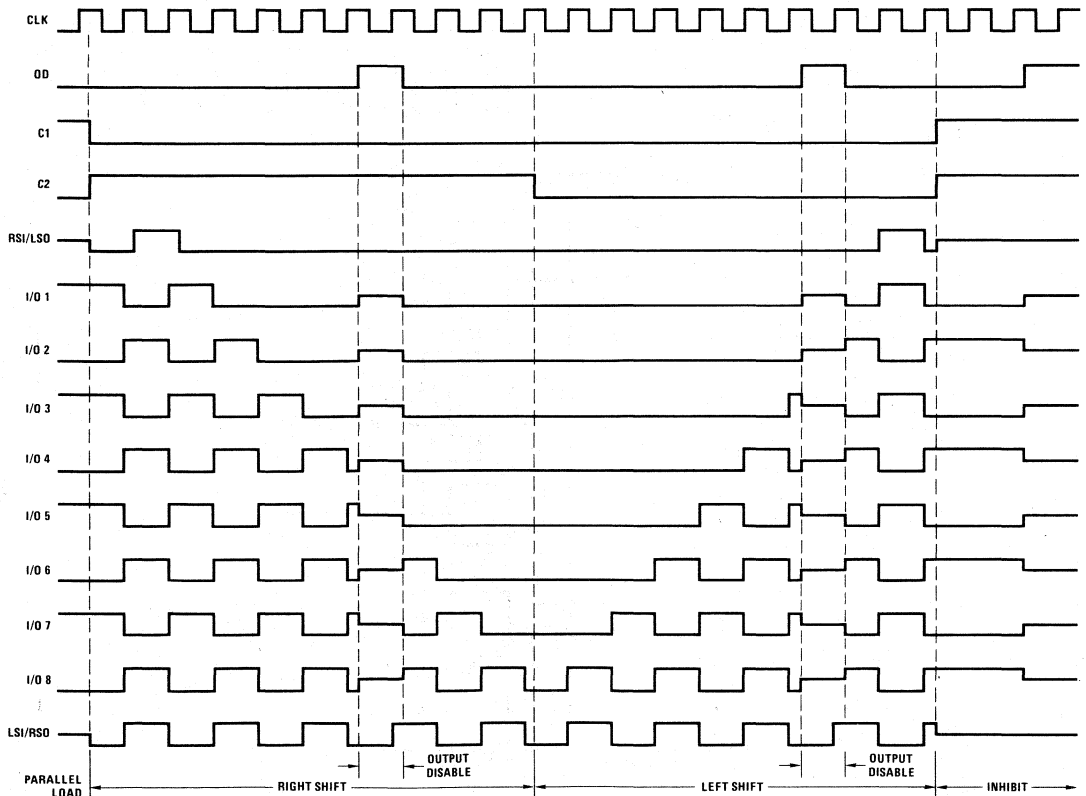 CLK
OD
C1
C2
RSI/LSO
I/O 1
I/O 2
I/O 3
I/O 4
I/O 5
I/O 6
I/O 7
I/O 8
LSI/RSO
OUTPUT
DISABLE
OUTPUT
DISABLE
PARALLEL
LOAD
RIGHT SHIFT
LEFT SHIFT
INHIBIT